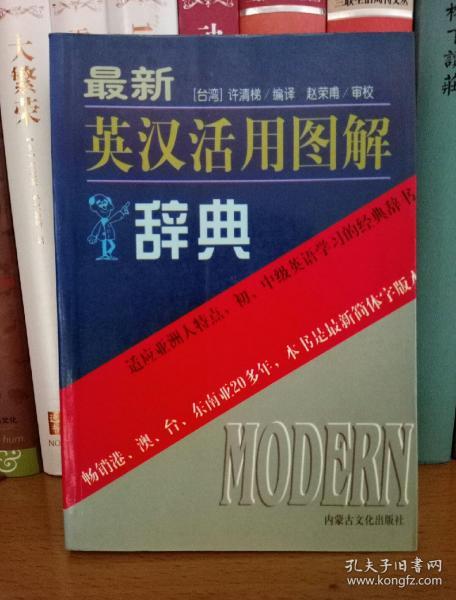 最新
[台湾] 许清梯/编译 赵荣甫/审校
英汉活用图解
辞典
适应亚洲人特点，初、中级英语学习的经典辞书
畅销港、澳、台、东南亚20多年，本书是最新简体字版本
MODERN
内蒙古文化出版社
大繁荣
孔夫子旧书网
www.kongfz.com